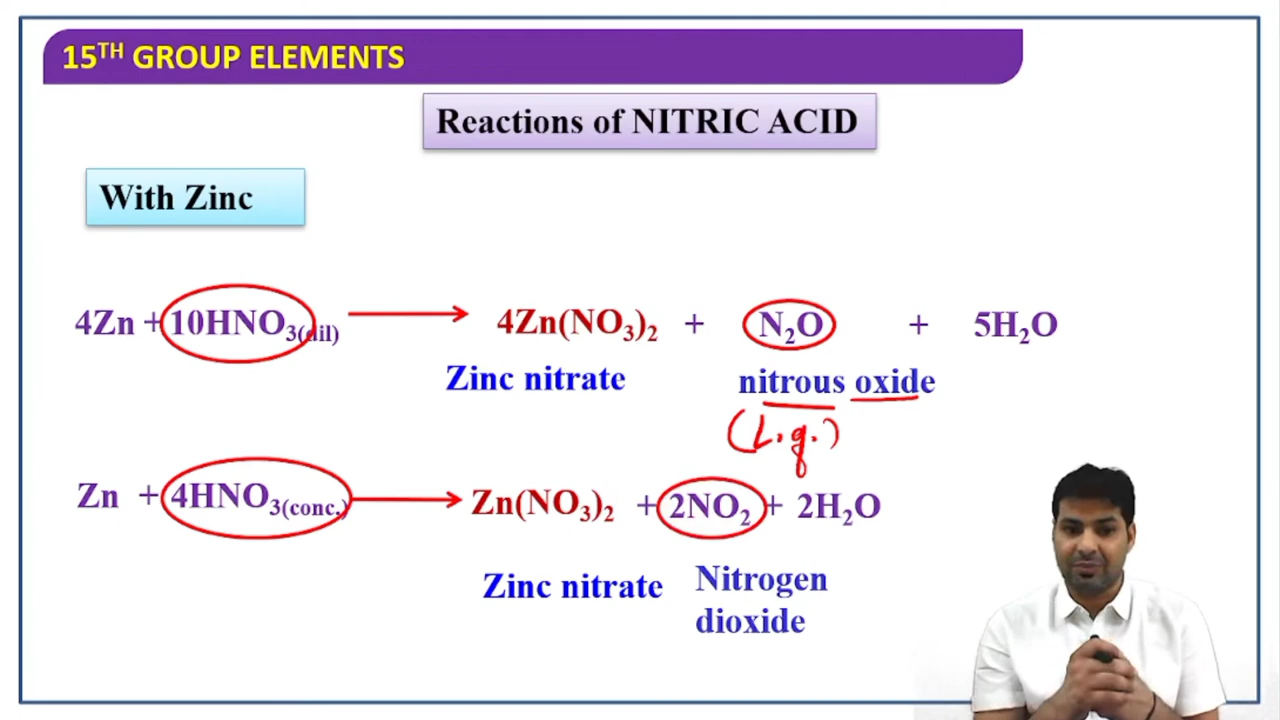 15TH GROUP ELEMENTS
Reactions of NITRIC ACID
With Zinc
4Zn + 10HNO3(dil) → 4Zn(NO3)2 + N2O + 5H2O
Zinc nitrate nitrous oxide
(L.g.)
Zn + 4HNO3(conc.) → Zn(NO3)2 + 2NO2 + 2H2O
Zinc nitrate Nitrogen
dioxide